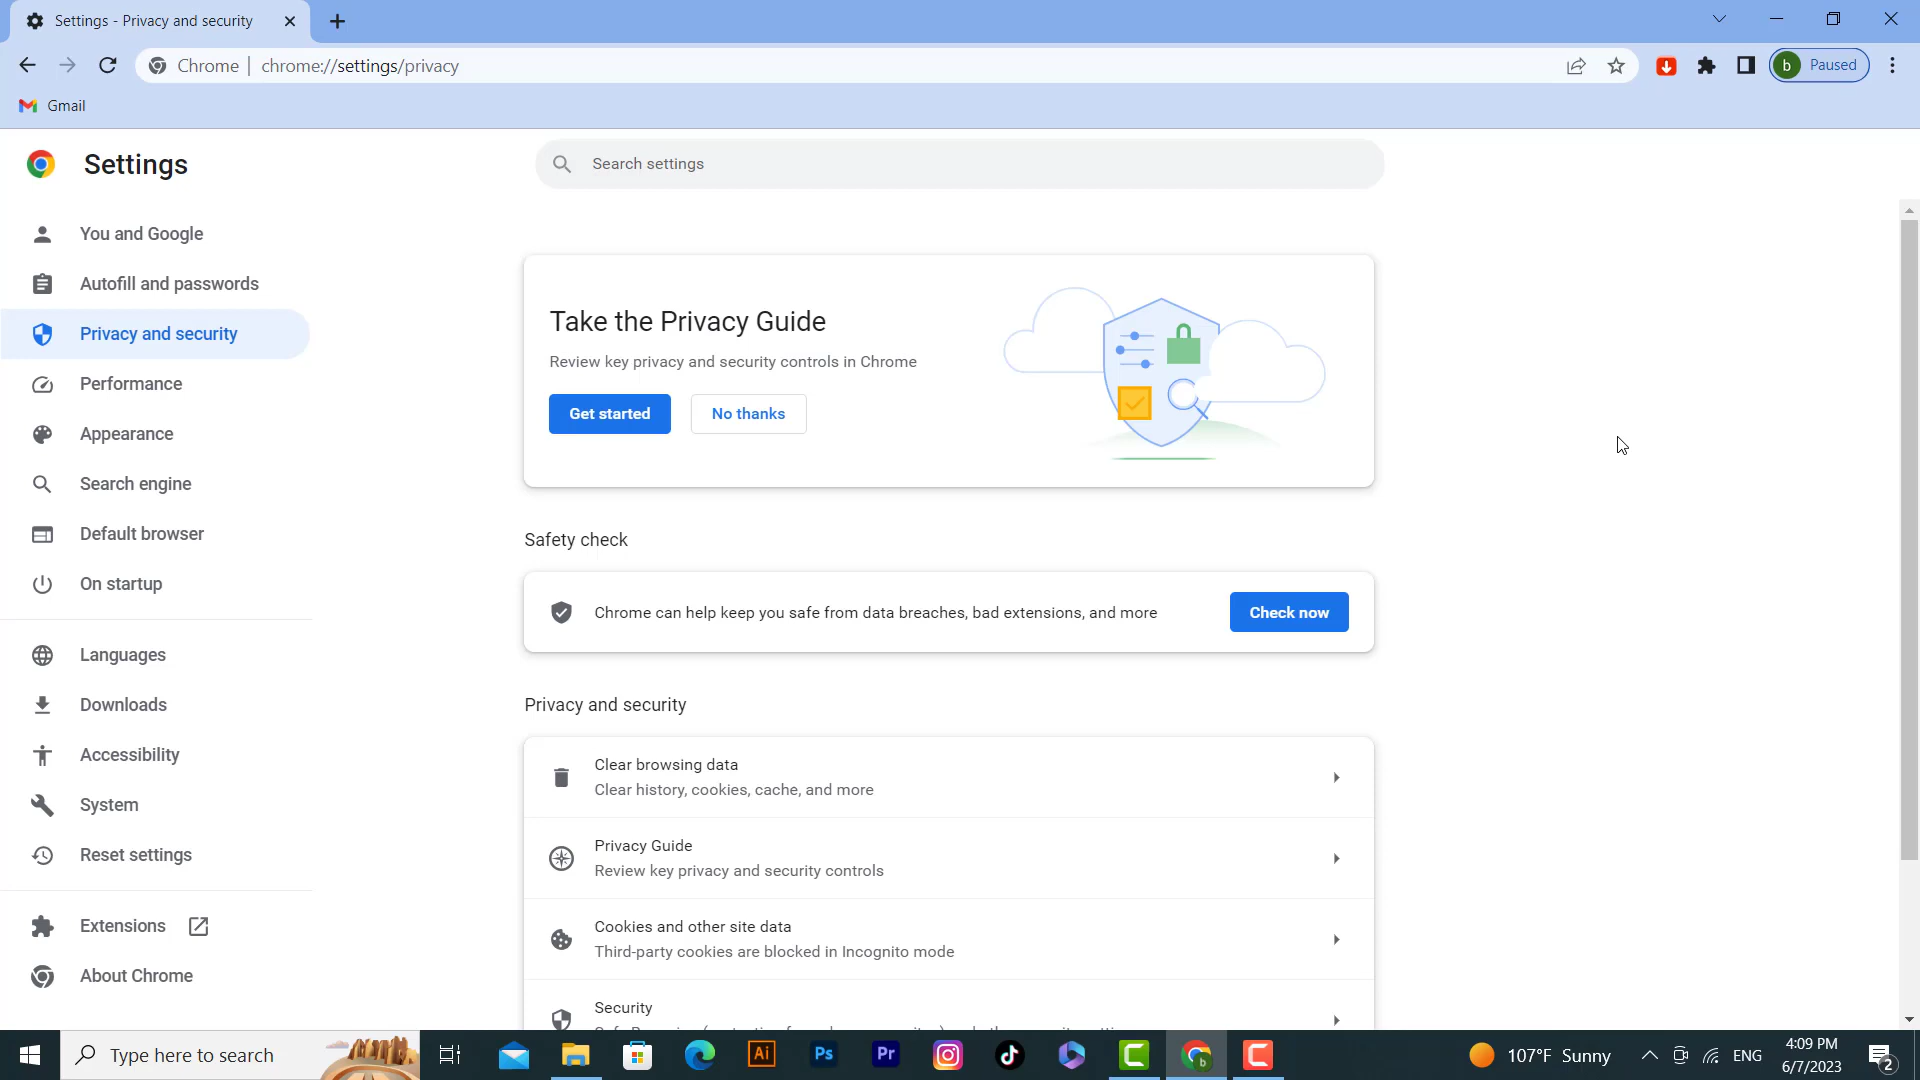 Settings - Privacy and security
Chrome | chrome://settings/privacy
b Paused
Gmail
Settings
Search settings
You and Google
Autofill and passwords
Privacy and security
Performance
Appearance
Search engine
Default browser
On startup
Languages
Downloads
Accessibility
System
Reset settings
Extensions
About Chrome
Take the Privacy Guide
Review key privacy and security controls in Chrome
Get started
No thanks
Safety check
Chrome can help keep you safe from data breaches, bad extensions, and more
Check now
Privacy and security
Clear browsing data
Clear history, cookies, cache, and more
Privacy Guide
Review key privacy and security controls
Cookies and other site data
Third-party cookies are blocked in Incognito mode
Security
Type here to search
Ai
Ps
Pr
b
107°F Sunny
ENG
4:09 PM
6/7/2023
2